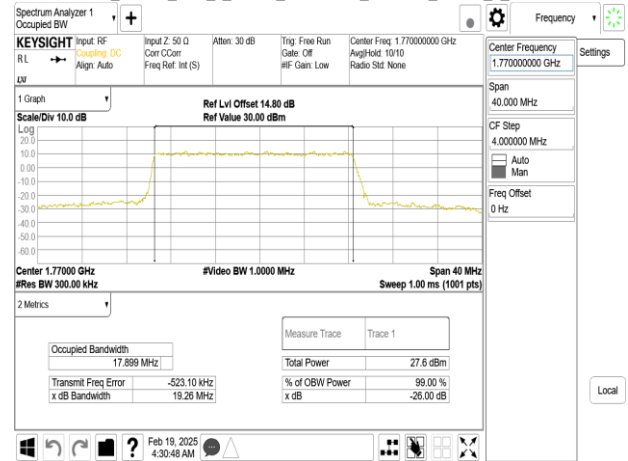 Spectrum Analyzer 1
Occupied BW
Frequency
KEYSIGHT
RL
LXI
Input: RF
Coupling: DC
Align: Auto
Input Z: 50 Ω
Corr CCorr
Freq Ref: Int (S)
Atten: 30 dB
Trig: Free Run
Gate: Off
#IF Gain: Low
Center Freq: 1.770000000 GHz
Avg|Hold: 10/10
Radio Std: None
Center Frequency
1.770000000 GHz
Settings
Span
40.000 MHz
CF Step
4.000000 MHz
Auto
Man
Freq Offset
0 Hz
Local
1 Graph
Scale/Div 10.0 dB
Ref Lvl Offset 14.80 dB
Ref Value 30.00 dBm
Log
20.0
10.0
0.00
-10.0
-20.0
-30.0
-40.0
-50.0
-60.0
Center 1.77000 GHz
#Res BW 300.00 kHz
#Video BW 1.0000 MHz
Span 40 MHz
Sweep 1.00 ms (1001 pts)
2 Metrics
Measure Trace Trace 1
Occupied Bandwidth
17.899 MHz
Total Power 27.6 dBm
Transmit Freq Error -523.10 kHz
% of OBW Power 99.00 %
x dB Bandwidth 19.26 MHz
x dB -26.00 dB
?
Feb 19, 2025
4:30:48 AM